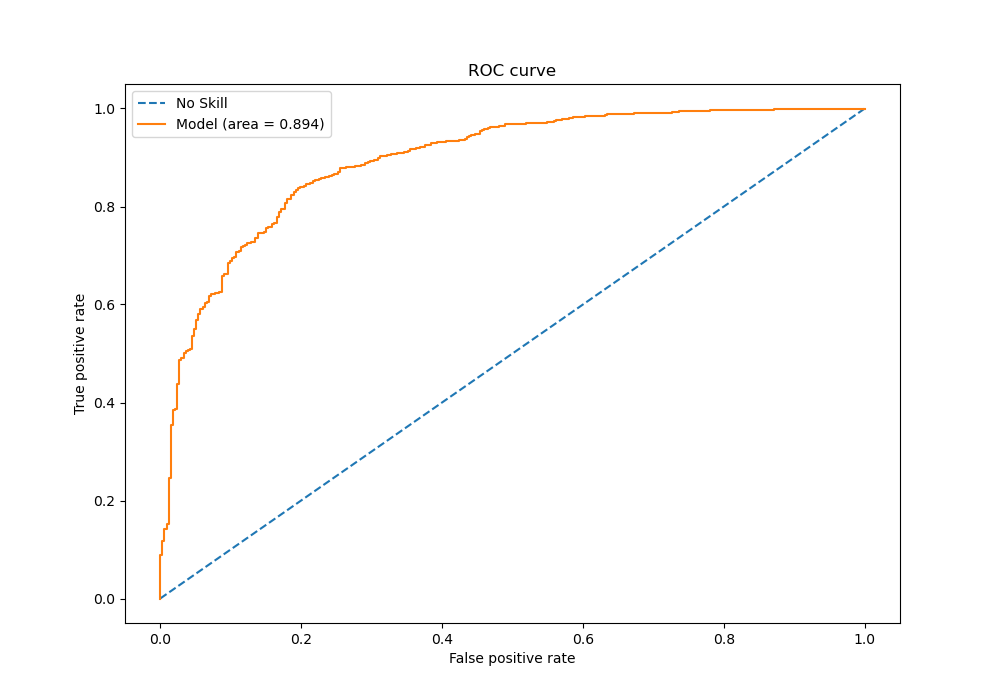 ROC curve
No Skill
Model (area = 0.894)
1.0
0.8
0.6
0.4
0.2
0.0
True positive rate
0.0 0.2 0.4 0.6 0.8 1.0
False positive rate